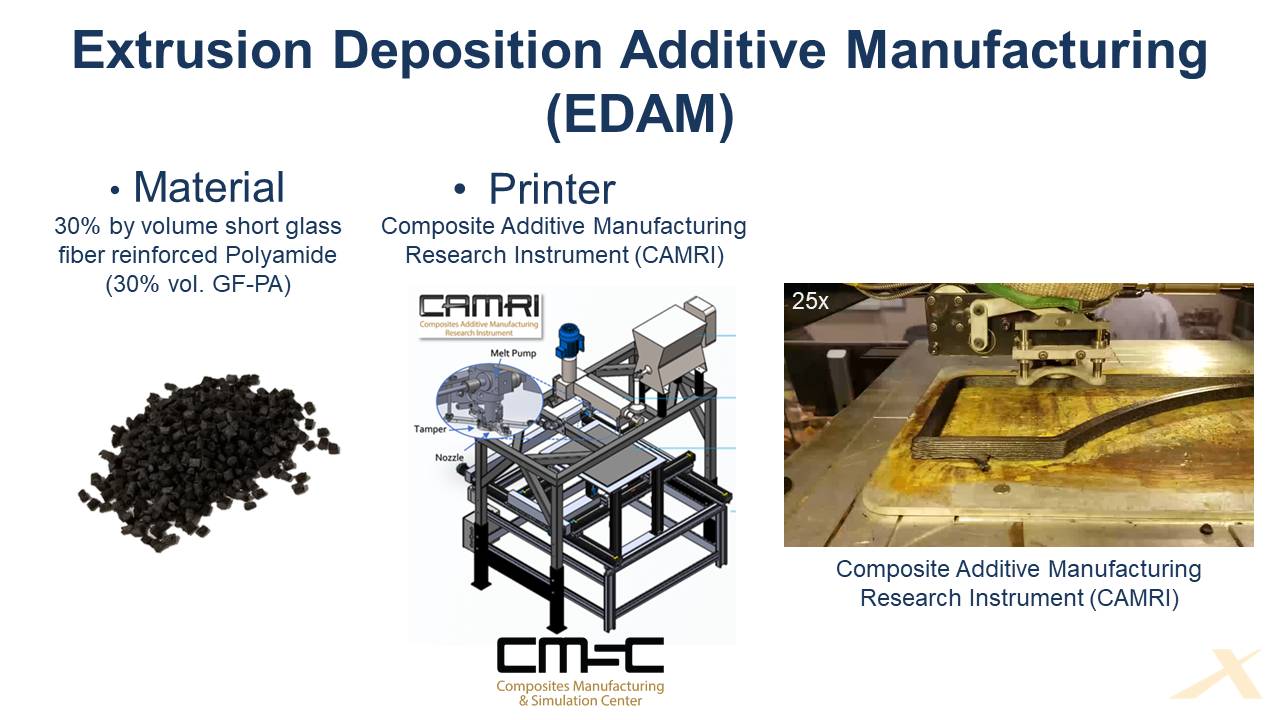 Extrusion Deposition Additive Manufacturing
(EDAM)
• Material
30% by volume short glass
fiber reinforced Polyamide
(30% vol. GF-PA)
• Printer
Composite Additive Manufacturing
Research Instrument (CAMRI)
CAMRI
Composites Additive Manufacturing
Research Instrument
Melt Pump
Tamper
Nozzle
CMSC
Composites Manufacturing
& Simulation Center
25x
Composite Additive Manufacturing
Research Instrument (CAMRI)